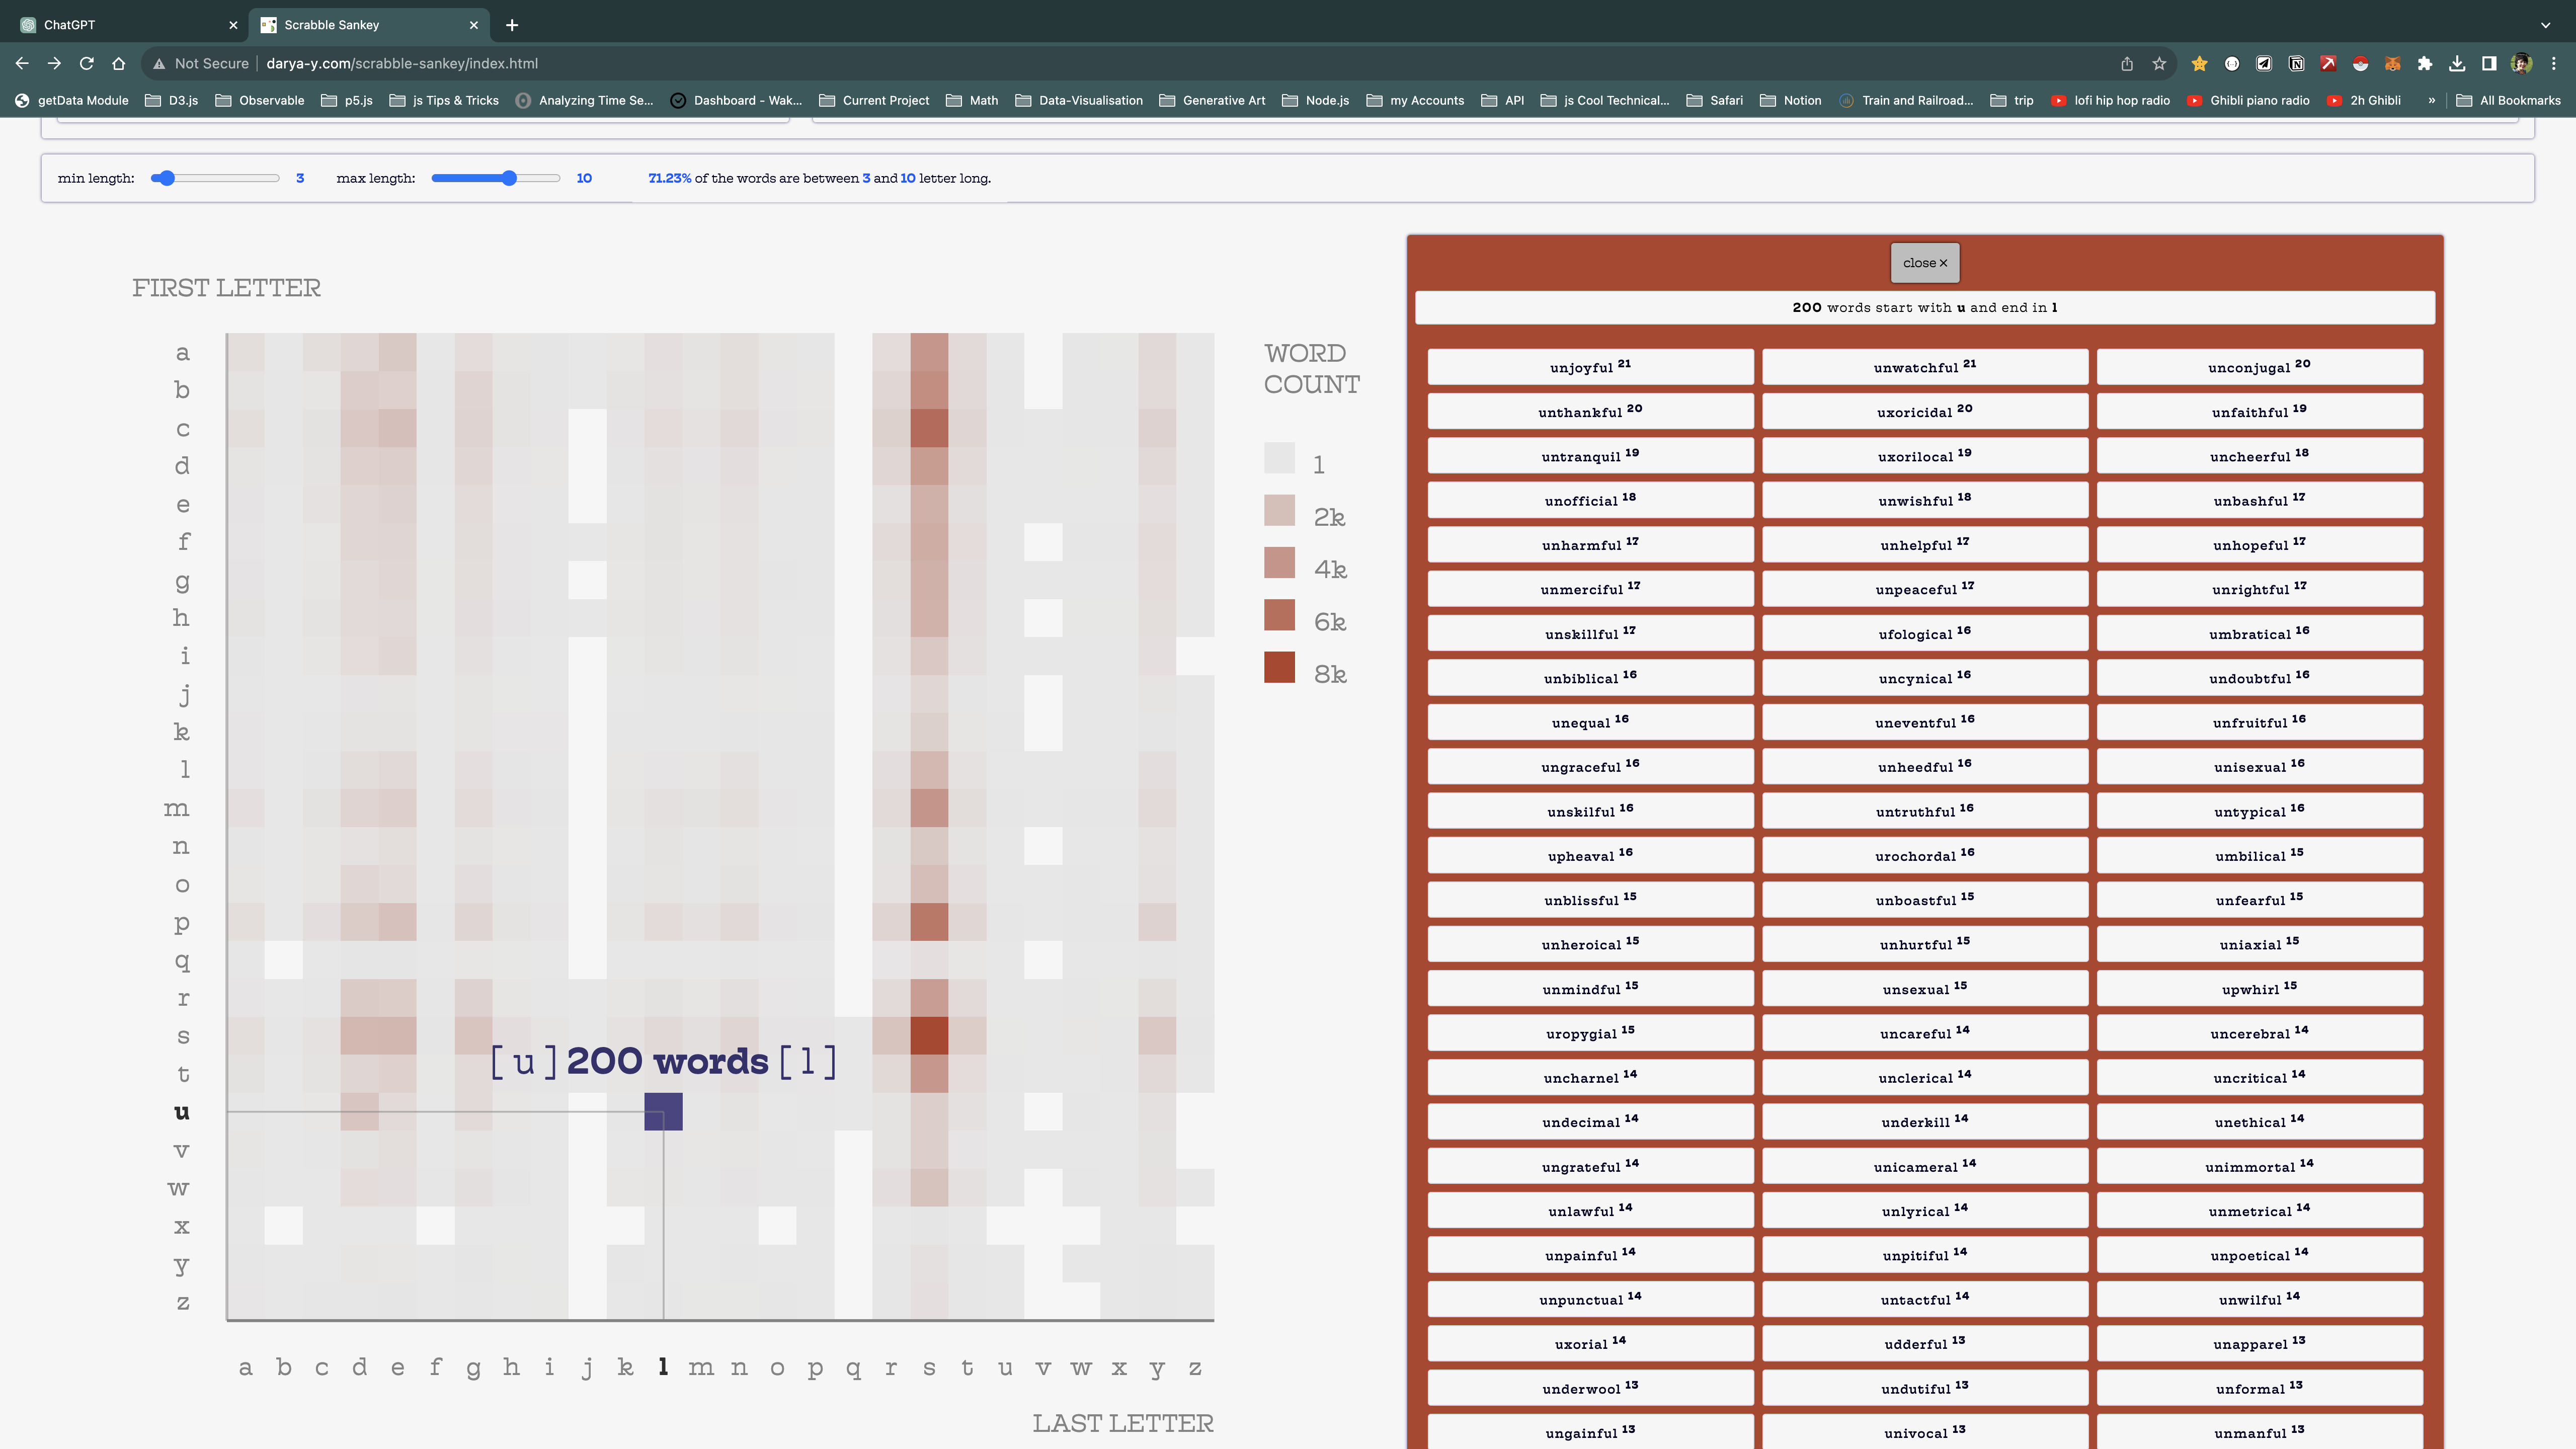 ChatGPT
Scrabble Sankey
Not Secure darya-y.com/scrabble-sankey/index.html
getData Module D3.js Observable p5.js js Tips & Tricks Analyzing Time Se... Dashboard - Wak... Current Project Math Data-Visualisation Generative Art Node.js my Accounts API js Cool Technical... Safari Notion Train and Railroad... trip lofi hip hop radio Ghibli piano radio 2h Ghibli » All Bookmarks
min length: 3 max length: 10 71.23% of the words are between 3 and 10 letter long.
FIRST LETTER
a
b
c
d
e
f
g
h
i
j
k
l
m
n
o
p
q
r
s
t
u
v
w
x
y
z
[ u ] 200 words [ l ]
a b c d e f g h i j k l m n o p q r s t u v w x y z
LAST LETTER
WORD
COUNT
1
2k
4k
6k
8k
close ×
200 words start with u and end in l
unjoyful 21 unwatchful 21 unconjugal 20
unthankful 20 uxoricidal 20 unfaithful 19
untranquil 19 uxorilocal 19 uncheerful 18
unofficial 18 unwishful 18 unbashful 17
unharmful 17 unhelpful 17 unhopeful 17
unmerciful 17 unpeaceful 17 unrightful 17
unskillful 17 ufological 16 umbratical 16
unbiblical 16 uncynical 16 undoubtful 16
unequal 16 uneventful 16 unfruitful 16
ungraceful 16 unheedful 16 unisexual 16
unskilful 16 untruthful 16 untypical 16
upheaval 16 urochordal 16 umbilical 15
unblissful 15 unboastful 15 unfearful 15
unheroical 15 unhurtful 15 uniaxial 15
unmindful 15 unsexual 15 upwhirl 15
uropygial 15 uncareful 14 uncerebral 14
uncharnel 14 unclerical 14 uncritical 14
undecimal 14 underkill 14 unethical 14
ungrateful 14 unicameral 14 unimmortal 14
unlawful 14 unlyrical 14 unmetrical 14
unpainful 14 unpitiful 14 unpoetical 14
unpunctual 14 untactful 14 unwilful 14
uxorial 14 udderful 13 unapparel 13
underwool 13 undutiful 13 unformal 13
ungainful 13 univocal 13 unmanful 13